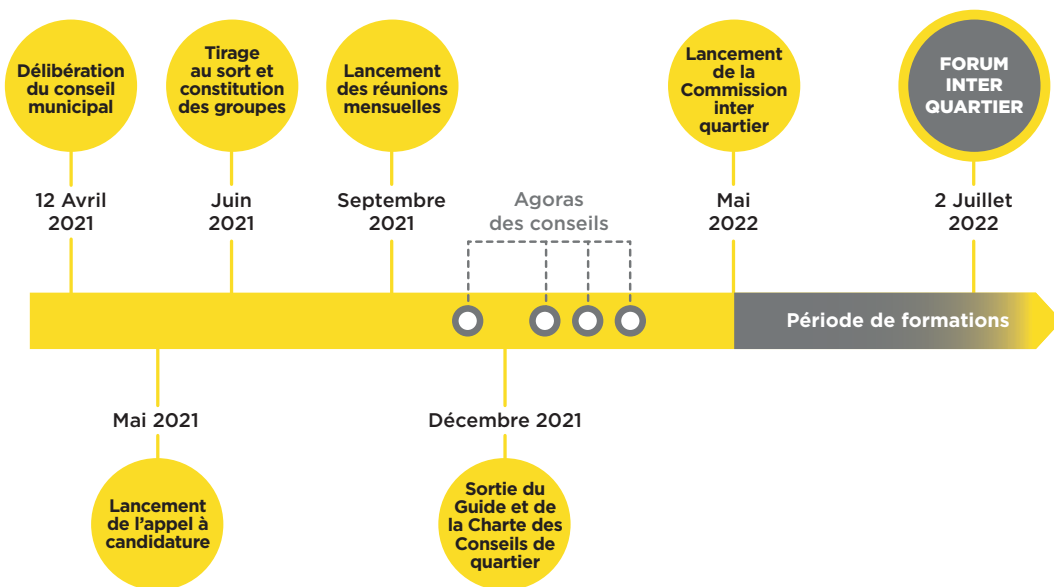 Délibération
du conseil
municipal
Tirage
au sort et
constitution
des groupes
Lancement
des réunions
mensuelles
Lancement
de la
Commission
inter
quartier
FORUM
INTER
QUARTIER
12 Avril
2021
Juin
2021
Septembre
2021
Agoras
des conseils
Mai
2022
2 Juillet
2022
Période de formations
Mai 2021
Décembre 2021
Lancement
de l’appel à
candidature
Sortie du
Guide et de
la Charte des
Conseils de
quartier